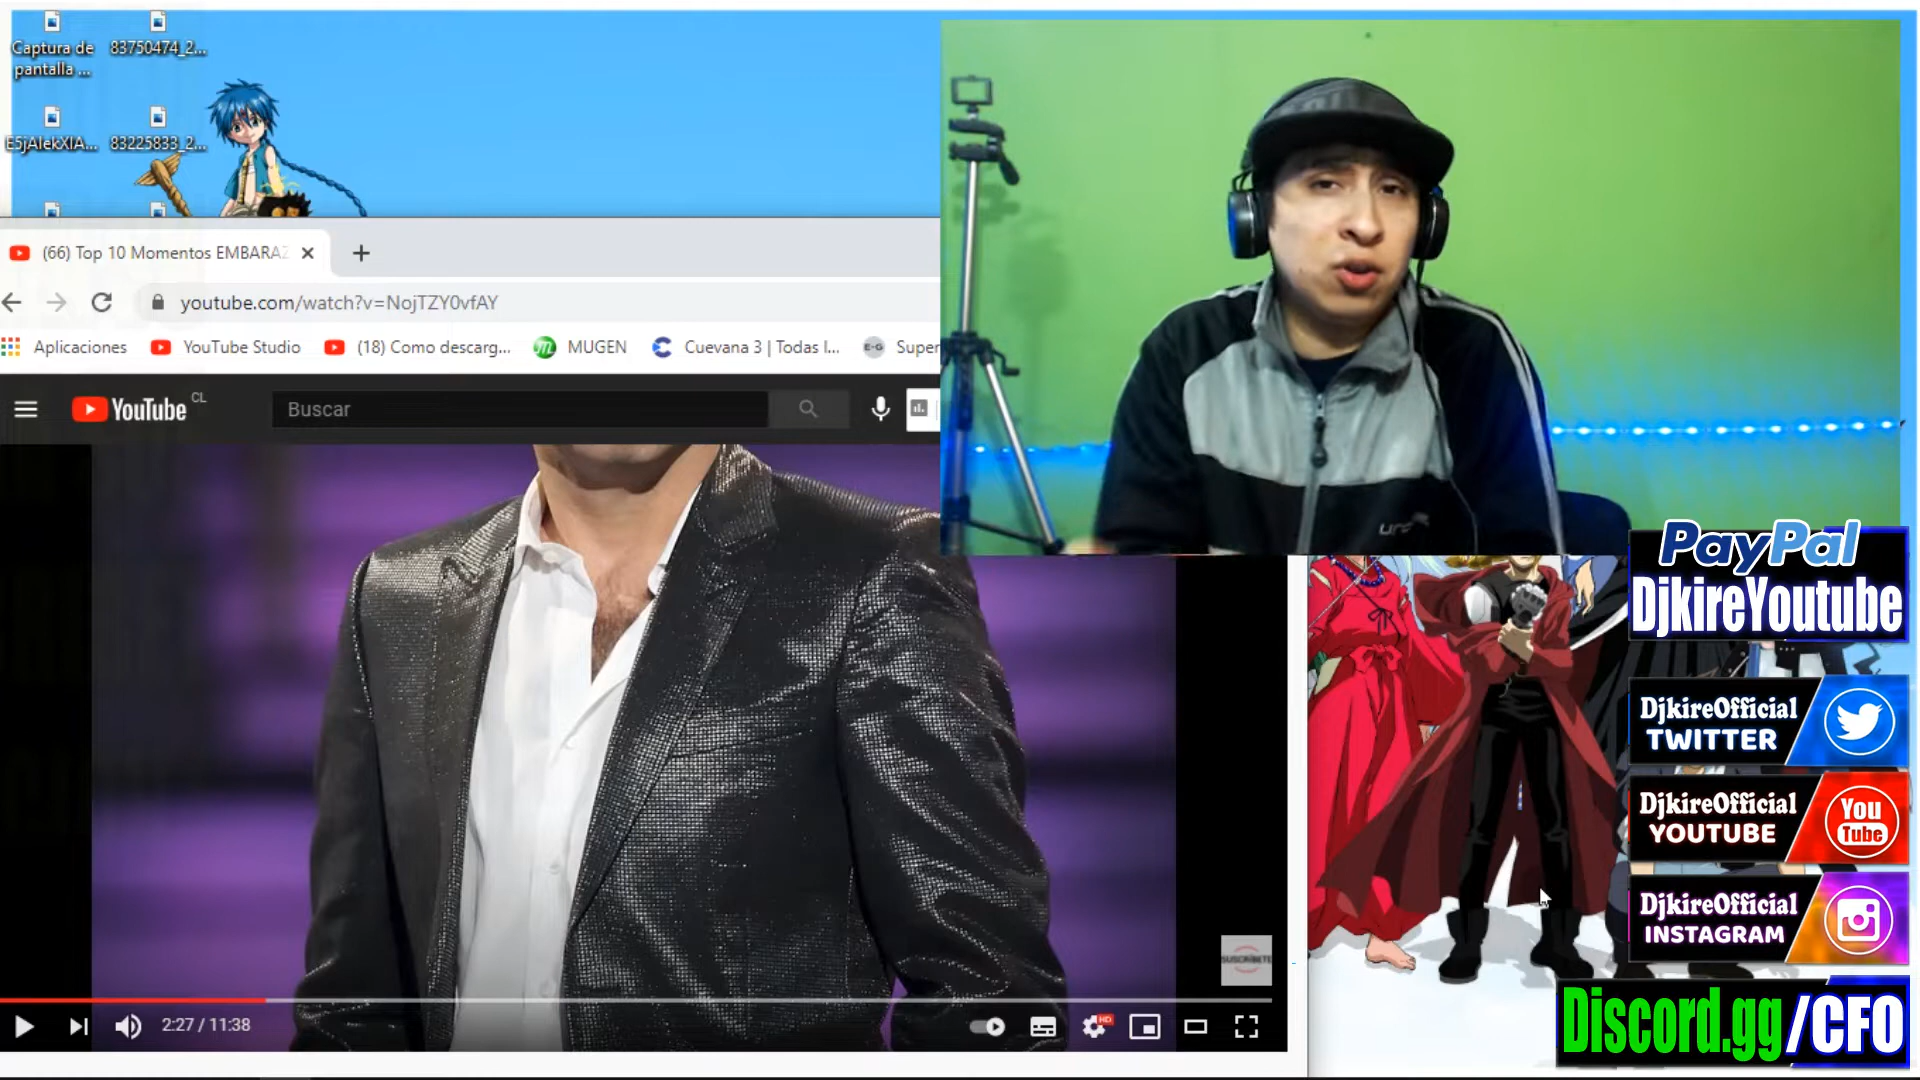 Captura de
pantalla ...
83750474_2...
E5jAlekXIA...
83225833_2...
(66) Top 10 Momentos EMBARAZ
youtube.com/watch?v=NojTZY0vfAY
Aplicaciones
YouTube Studio
(18) Como descarg...
MUGEN
Cuevana 3 | Todas l...
E-G
Super
YouTube CL
Buscar
SUSCRÍBETE
2:27 / 11:38
HD
PayPal
DjkireYoutube
DjkireOfficial
TWITTER
DjkireOfficial
YOUTUBE
You
Tube
DjkireOfficial
INSTAGRAM
Discord.gg/CFO